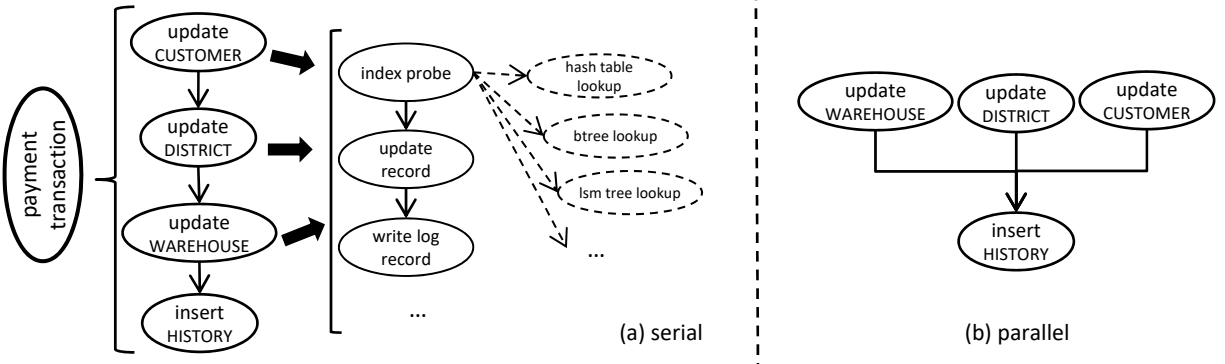 payment
transaction
update
CUSTOMER
update
DISTRICT
update
WAREHOUSE
insert
HISTORY
index probe
update
record
write log
record
...
hash table
lookup
btree lookup
lsm tree lookup
...
(a) serial
update
WAREHOUSE
update
DISTRICT
update
CUSTOMER
insert
HISTORY
(b) parallel